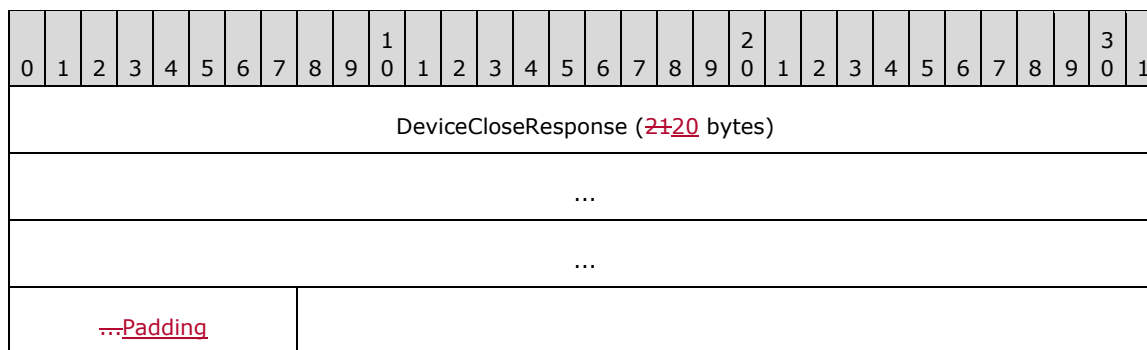 1 2 3
0 1 2 3 4 5 6 7 8 9 0 1 2 3 4 5 6 7 8 9 0 1 2 3 4 5 6 7 8 9 0 1
DeviceCloseResponse (2120 bytes)
...
...
...Padding